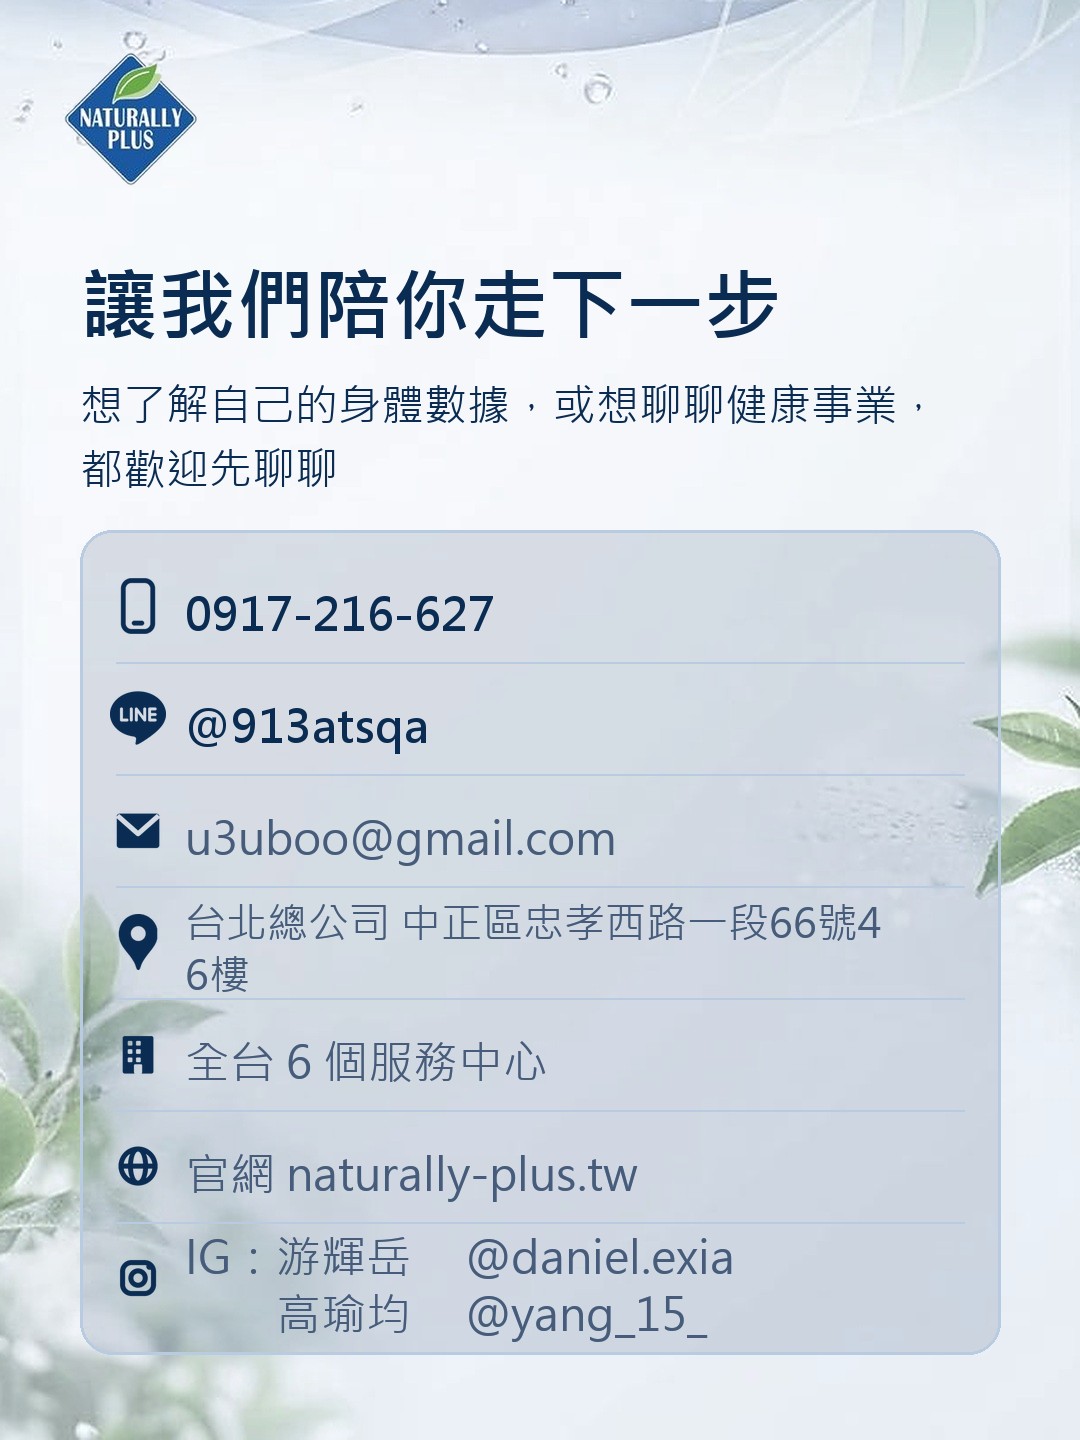 NATURALLY
PLUS
讓我們陪你走下一步
想了解自己的身體數據，或想聊聊健康事業，
都歡迎先聊聊
0917-216-627
LINE @913atsqa
u3uboo@gmail.com
台北總公司 中正區忠孝西路一段66號4
6樓
全台 6 個服務中心
官網 naturally-plus.tw
IG：游輝岳 @daniel.exia
高瑜均 @yang_15_